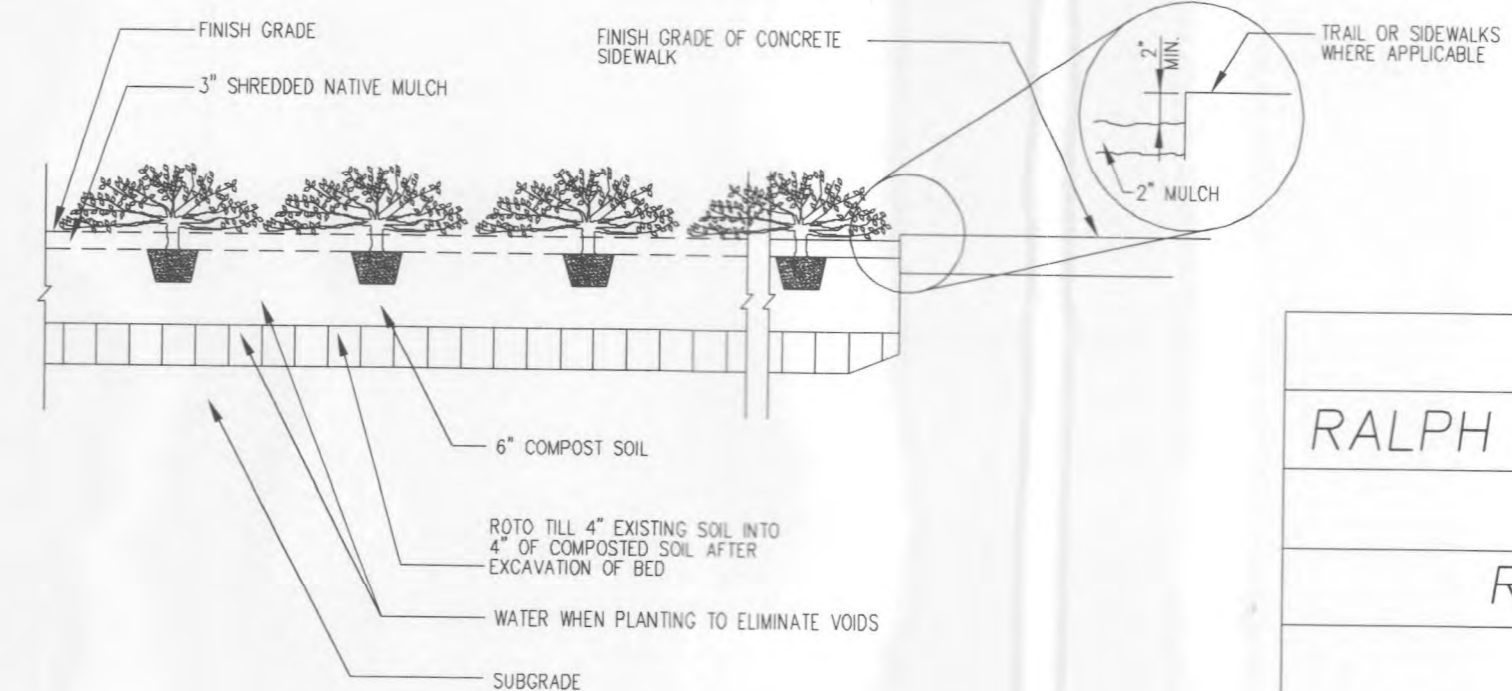 FINISH GRADE
3" SHREDDED NATIVE MULCH
FINISH GRADE OF CONCRETE
SIDEWALK
2"
MIN.
TRAIL OR SIDEWALKS
WHERE APPLICABLE
2" MULCH
6" COMPOST SOIL
ROTO TILL 4" EXISTING SOIL INTO
4" OF COMPOSTED SOIL AFTER
EXCAVATION OF BED
WATER WHEN PLANTING TO ELIMINATE VOIDS
SUBGRADE
RALPH
R